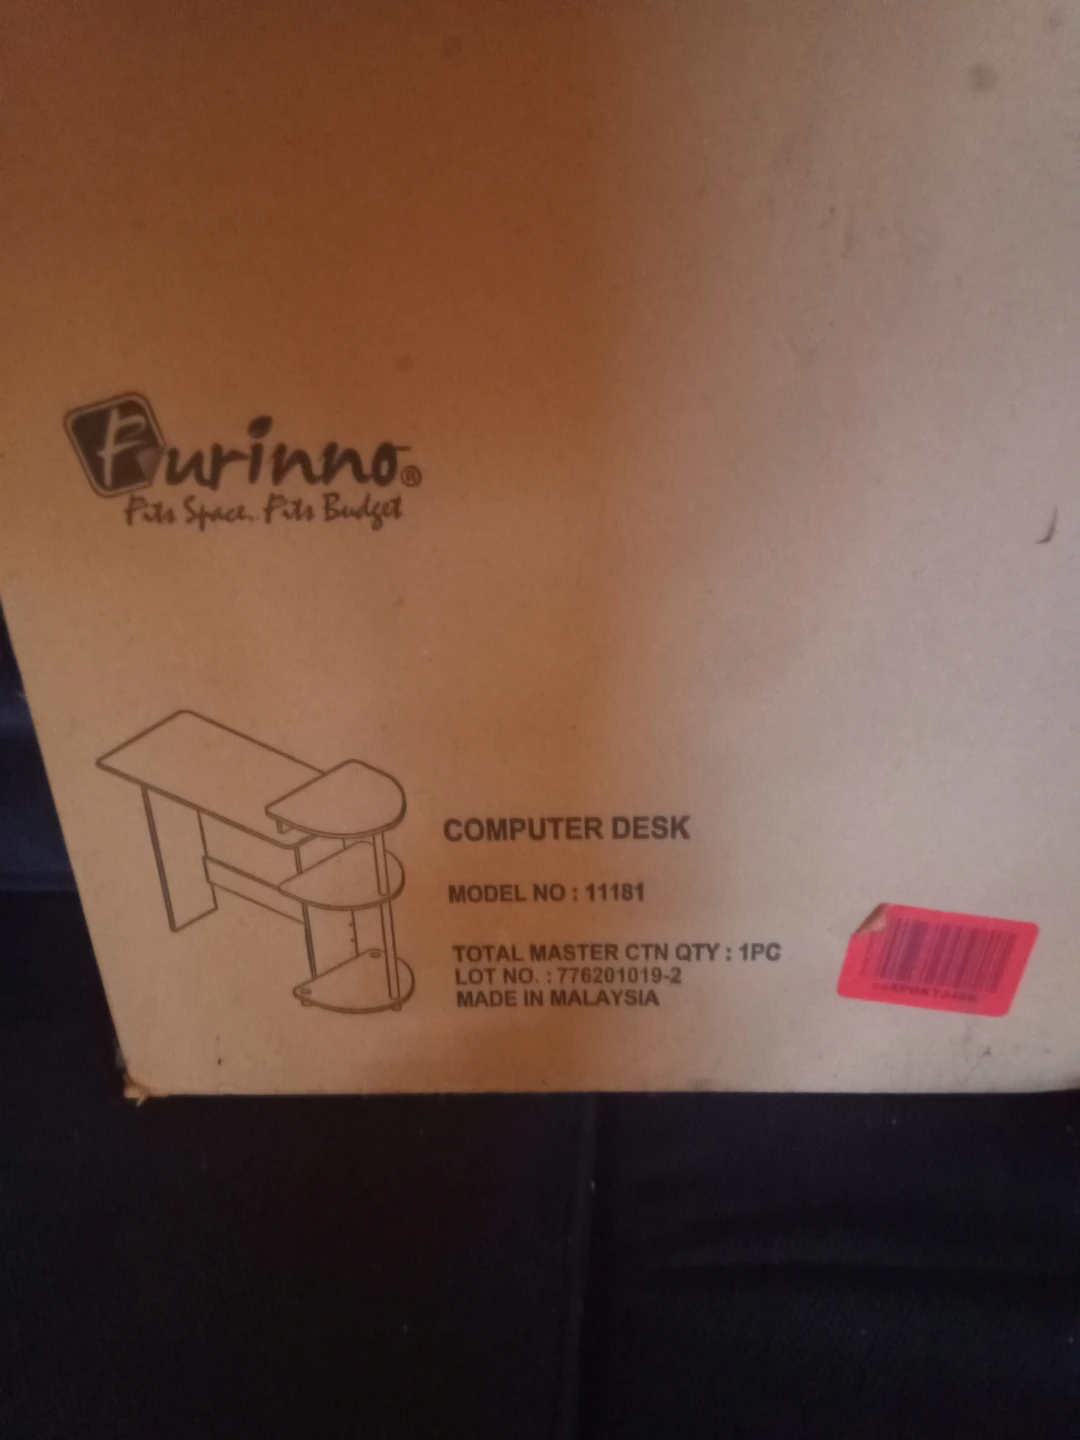 Furinno®
Fits Space. Fits Budget
COMPUTER DESK
MODEL NO : 11181
TOTAL MASTER CTN QTY : 1PC
LOT NO. : 776201019-2
MADE IN MALAYSIA